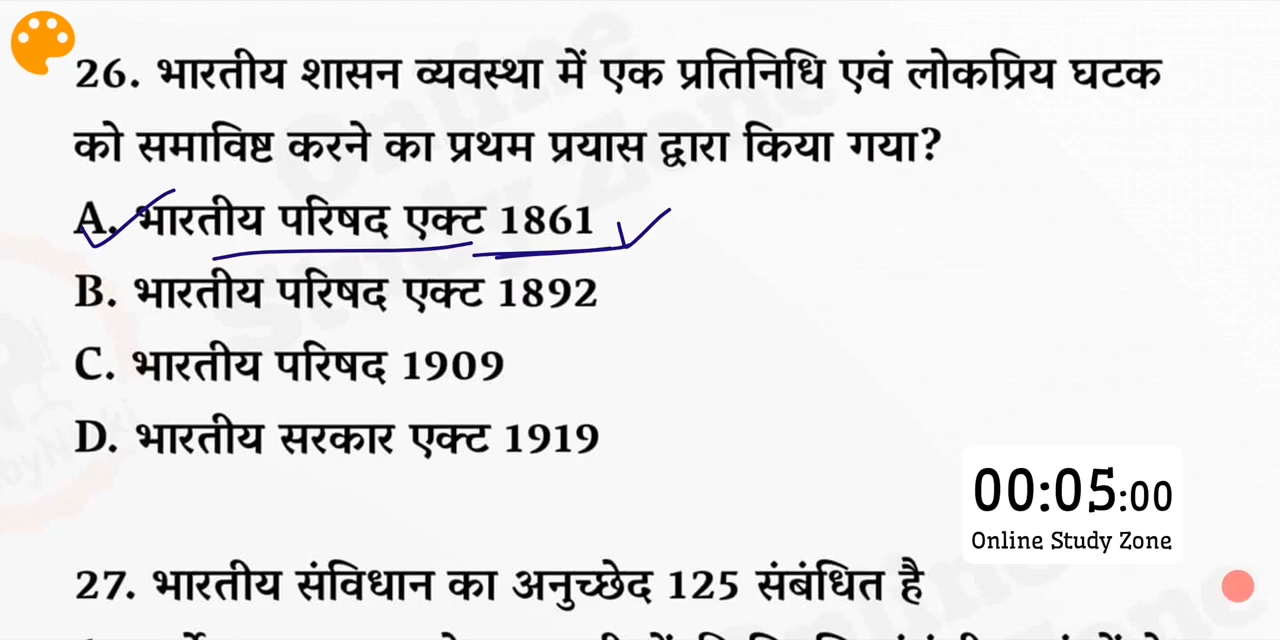 26. भारतीय शासन व्यवस्था में एक प्रतिनिधि एवं लोकप्रिय घटक
को समाविष्ट करने का प्रथम प्रयास द्वारा किया गया?
A. भारतीय परिषद एक्ट 1861
B. भारतीय परिषद एक्ट 1892
C. भारतीय परिषद 1909
D. भारतीय सरकार एक्ट 1919
00:05:00
Online Study Zone
27. भारतीय संविधान का अनुच्छेद 125 संबंधित है